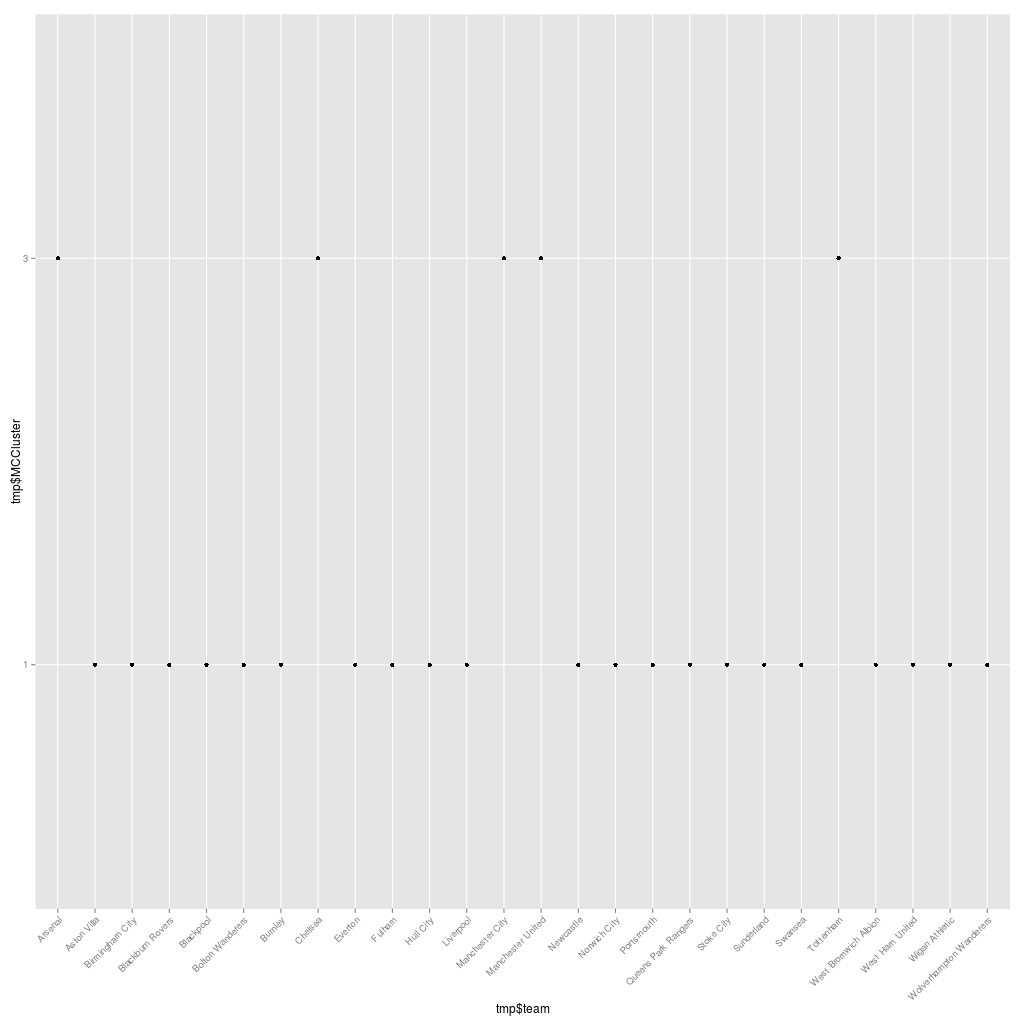 tmp$MCCluster
3
1
Arsenal
Aston Villa
Birmingham City
Blackburn Rovers
Blackpool
Bolton Wanderers
Burnley
Chelsea
Everton
Fulham
Hull City
Liverpool
Manchester City
Manchester United
Newcastle
Norwich City
Portsmouth
Queens Park Rangers
Stoke City
Sunderland
Swansea
Tottenham
West Bromwich Albion
West Ham United
Wigan Athletic
Wolverhampton Wanderers
tmp$team